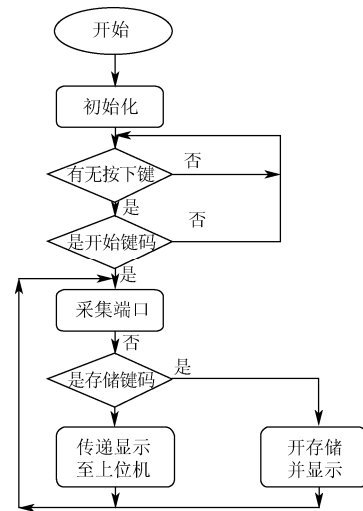 开始
初始化
有无按下键
否
是
是开始键码
否
是
采集端口
否
是存储键码
是
传递显示
至上位机
开存储
并显示